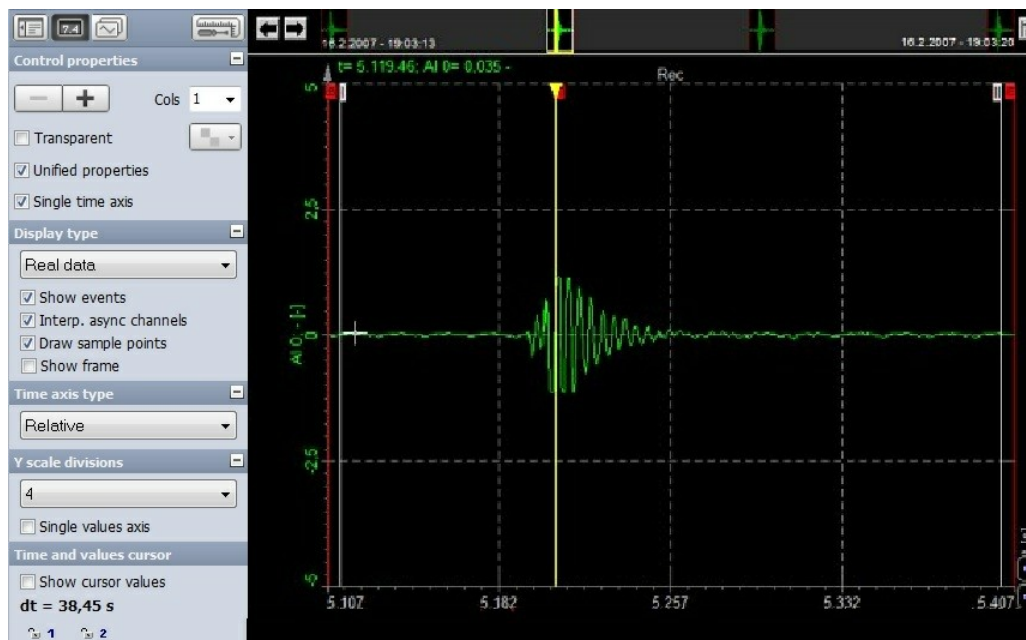 16.2.2007 - 19:03:13
16.2.2007 - 19:03:20
Control properties
Cols 1
Transparent
Unified properties
Single time axis
Display type
Real data
Show events
Interp. async channels
Draw sample points
Show frame
Time axis type
Relative
Y scale divisions
4
Single values axis
Time and values cursor
Show cursor values
dt = 38,45 s
1 2
t= 5.119.46; AI 0= 0,035 -
Rec
5
2,5
AI 0 - [-]
0
-2,5
-5
5.107 5.182 5.257 5.332 5.407